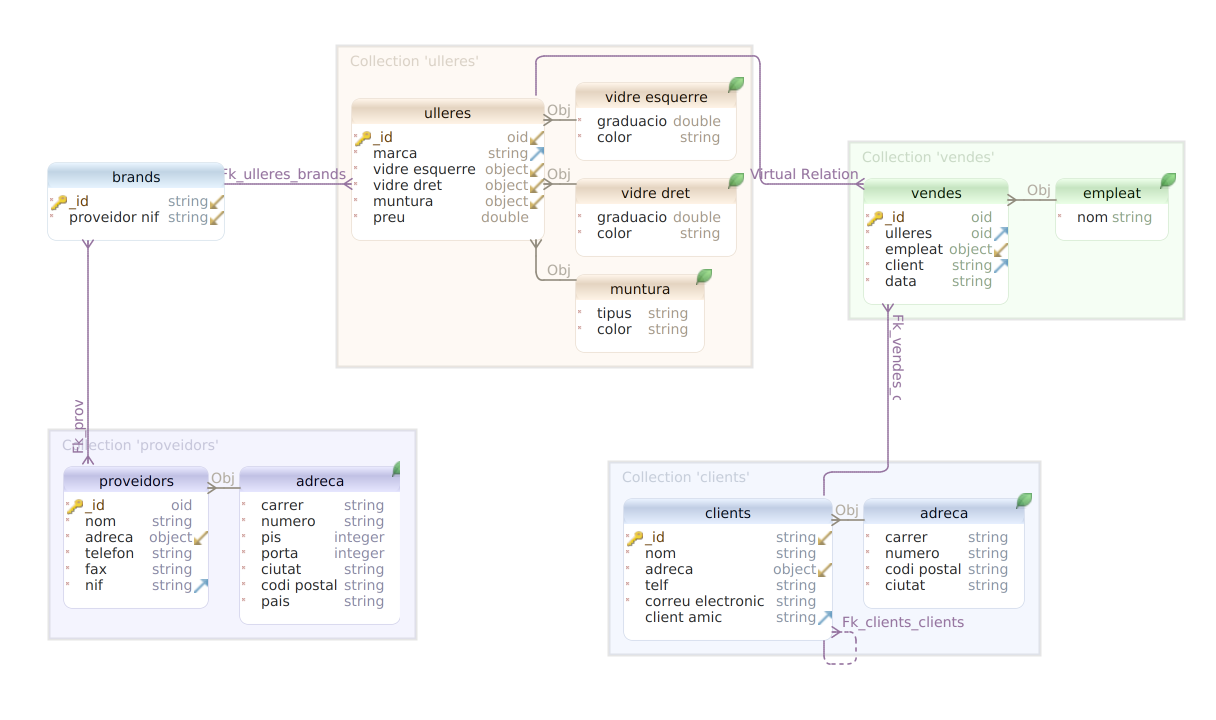 Collection 'ulleres'
ulleres
_id oid
marca string
vidre esquerre object
vidre dret object
muntura object
preu double
Obj
vidre esquerre
graduacio double
color string
Obj
vidre dret
graduacio double
color string
Obj
muntura
tipus string
color string
brands
_id string
proveidor nif string
Fk_ulleres_brands
Virtual Relation
Collection 'vendes'
vendes
_id oid
ulleres oid
empleat object
client string
data string
Obj
empleat
nom string
Fk_vendes_c
Fk_prov
Collection 'proveidors'
proveidors
_id oid
nom string
adreca object
telefon string
fax string
nif string
Obj
adreca
carrer string
numero string
pis integer
porta integer
ciutat string
codi postal string
pais string
Collection 'clients'
clients
_id string
nom string
adreca object
telf string
correu electronic string
client amic string
Obj
adreca
carrer string
numero string
codi postal string
ciutat string
Fk_clients_clients